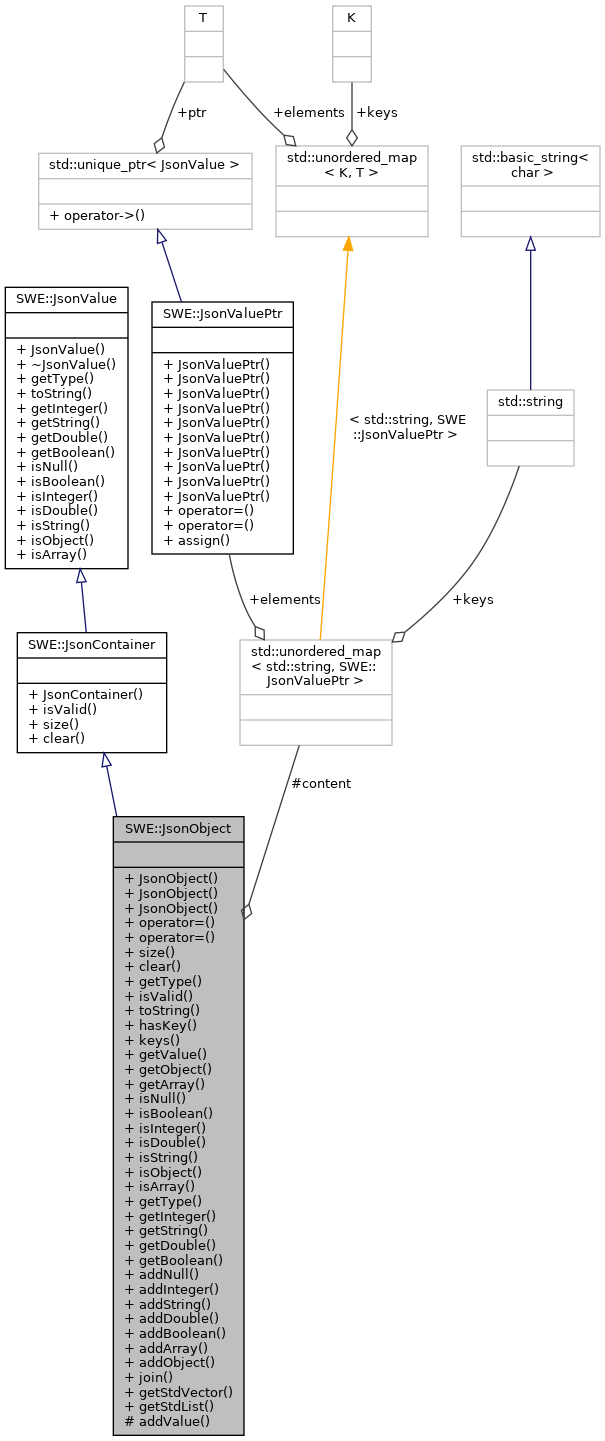 T
K
+ptr
+elements
+keys
std::unique_ptr< JsonValue >
+ operator->()
std::unordered_map
< K, T >
std::basic_string<
char >
SWE::JsonValue
+ JsonValue()
+ ~JsonValue()
+ getType()
+ toString()
+ getInteger()
+ getString()
+ getDouble()
+ getBoolean()
+ isNull()
+ isBoolean()
+ isInteger()
+ isDouble()
+ isString()
+ isObject()
+ isArray()
SWE::JsonValuePtr
+ JsonValuePtr()
+ JsonValuePtr()
+ JsonValuePtr()
+ JsonValuePtr()
+ JsonValuePtr()
+ JsonValuePtr()
+ JsonValuePtr()
+ JsonValuePtr()
+ JsonValuePtr()
+ JsonValuePtr()
+ operator=()
+ operator=()
+ assign()
< std::string, SWE
::JsonValuePtr >
std::string
+elements
+keys
SWE::JsonContainer
+ JsonContainer()
+ isValid()
+ size()
+ clear()
std::unordered_map
< std::string, SWE::
JsonValuePtr >
#content
SWE::JsonObject
+ JsonObject()
+ JsonObject()
+ JsonObject()
+ operator=()
+ operator=()
+ size()
+ clear()
+ getType()
+ isValid()
+ toString()
+ hasKey()
+ keys()
+ getValue()
+ getObject()
+ getArray()
+ isNull()
+ isBoolean()
+ isInteger()
+ isDouble()
+ isString()
+ isObject()
+ isArray()
+ getType()
+ getInteger()
+ getString()
+ getDouble()
+ getBoolean()
+ addNull()
+ addInteger()
+ addString()
+ addDouble()
+ addBoolean()
+ addArray()
+ addObject()
+ join()
+ getStdVector()
+ getStdList()
# addValue()